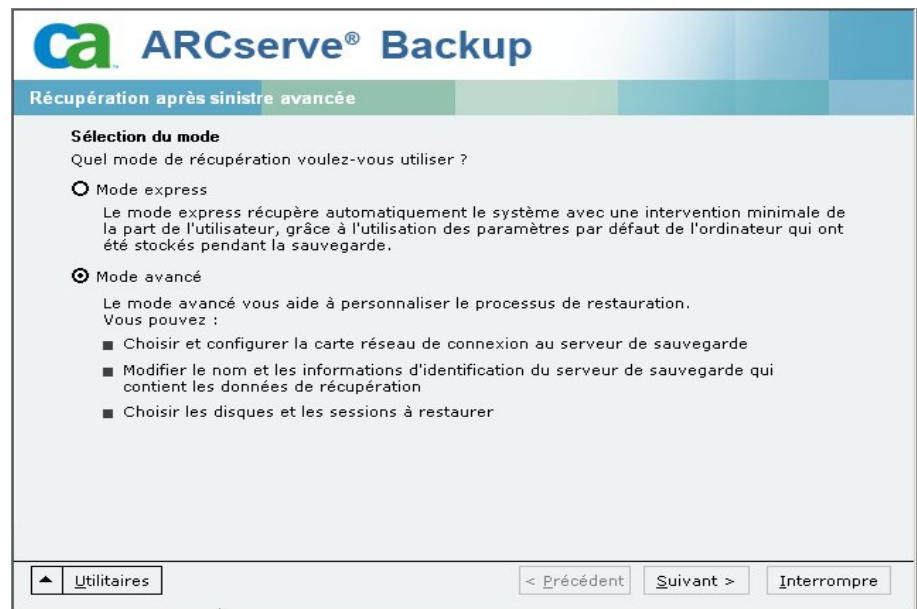 ca ARCserve® Backup
Récupération après sinistre avancée
Sélection du mode
Quel mode de récupération voulez-vous utiliser ?
Mode express
Le mode express récupère automatiquement le système avec une intervention minimale de
la part de l'utilisateur, grâce à l'utilisation des paramètres par défaut de l'ordinateur qui ont
été stockés pendant la sauvegarde.
Mode avancé
Le mode avancé vous aide à personnaliser le processus de restauration.
Vous pouvez :
Choisir et configurer la carte réseau de connexion au serveur de sauvegarde
Modifier le nom et les informations d'identification du serveur de sauvegarde qui
contient les données de récupération
Choisir les disques et les sessions à restaurer
Utilitaires < Précédent Suivant > Interrompre